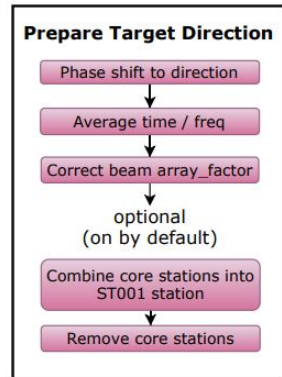 Prepare Target Direction
Phase shift to direction
Average time / freq
Correct beam array_factor
optional
(on by default)
Combine core stations into
ST001 station
Remove core stations